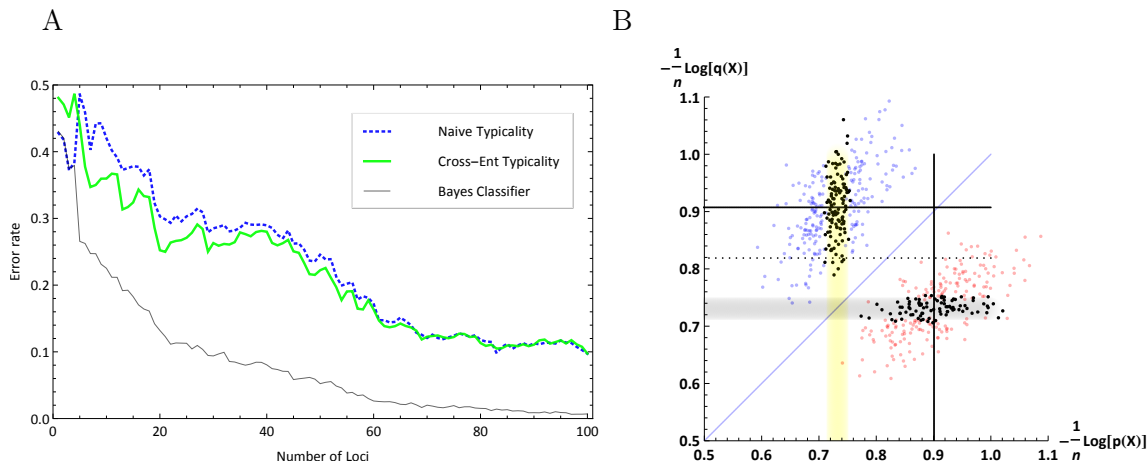 A
Error rate
0.5
0.4
0.3
0.2
0.1
0.0
0 20 40 60 80 100
Number of Loci
Naive Typicality
Cross−Ent Typicality
Bayes Classifier
B
−1/n Log[q(X)]
1.1
1.0
0.9
0.8
0.7
0.6
0.5
0.5 0.6 0.7 0.8 0.9 1.0 1.1
−1/n Log[p(X)]